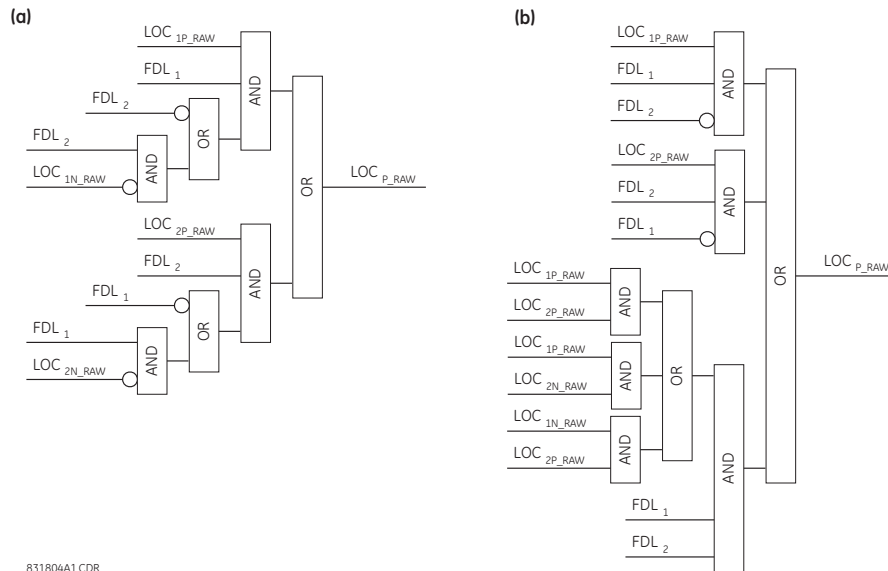 (a)
LOC 1P_RAW
FDL 1
AND
FDL 2
OR
FDL 2
AND
LOC 1N_RAW
OR
LOC P_RAW
LOC 2P_RAW
FDL 2
AND
FDL 1
OR
FDL 1
AND
LOC 2N_RAW
831804A1.CDR
(b)
LOC 1P_RAW
FDL 1
AND
FDL 2
LOC 2P_RAW
FDL 2
AND
FDL 1
OR
LOC P_RAW
LOC 1P_RAW
AND
LOC 2P_RAW
LOC 1P_RAW
AND
LOC 2N_RAW
OR
LOC 1N_RAW
AND
LOC 2P_RAW
AND
FDL 1
FDL 2